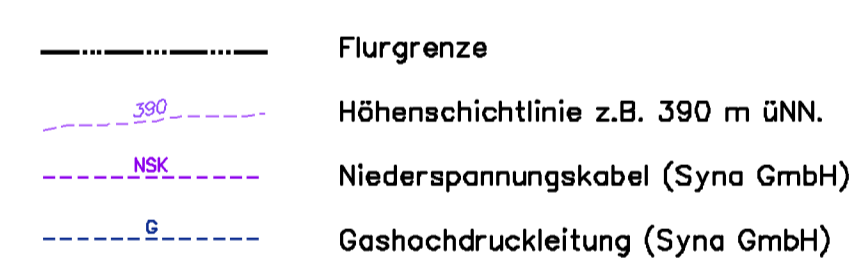 Flurgrenze
390 Höhenschichtlinie z.B. 390 m üNN.
NSK Niederspannungskabel (Syna GmbH)
G Gashochdruckleitung (Syna GmbH)